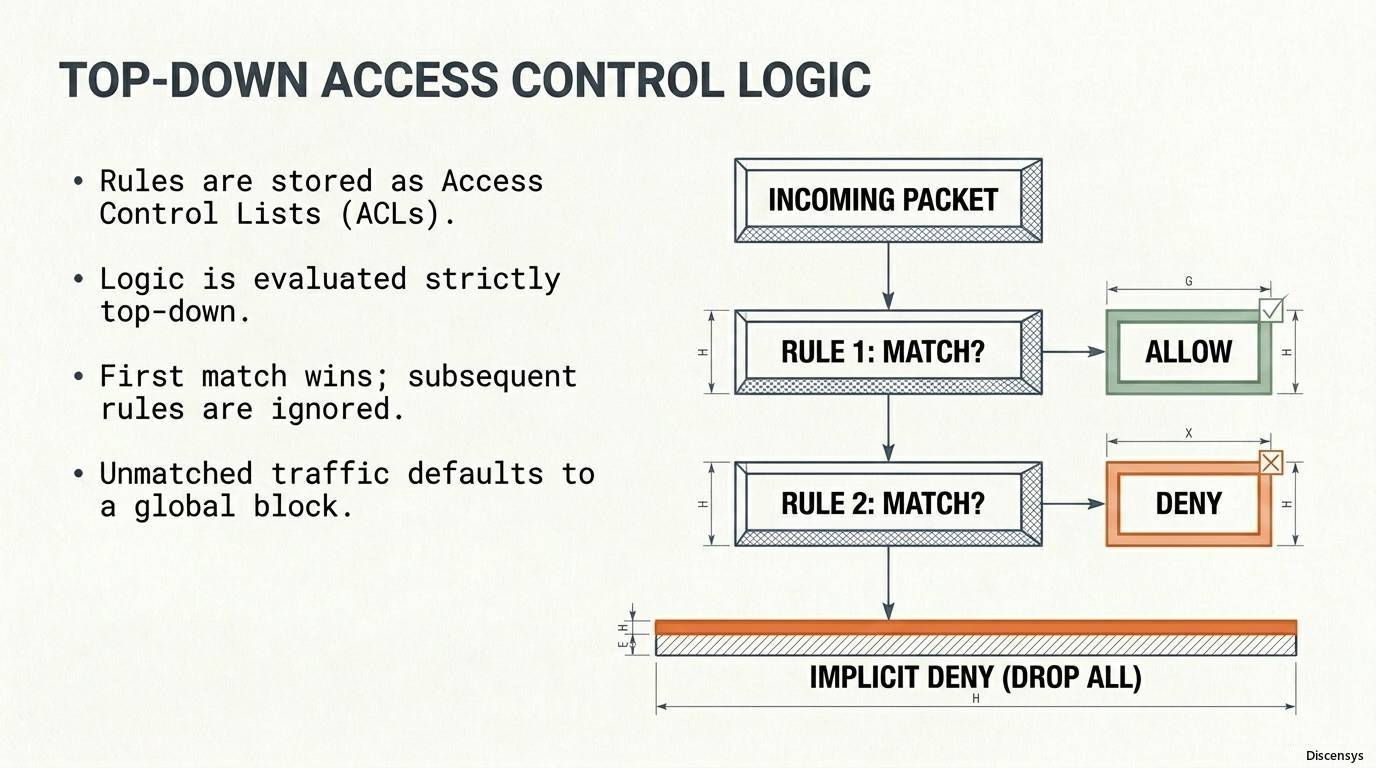 TOP-DOWN ACCESS CONTROL LOGIC
• Rules are stored as Access
Control Lists (ACLs).
• Logic is evaluated strictly
top-down.
• First match wins; subsequent
rules are ignored.
• Unmatched traffic defaults to
a global block.
INCOMING PACKET
G
H
RULE 1: MATCH?
ALLOW
H
X
H
RULE 2: MATCH?
DENY
H
H
E
IMPLICIT DENY (DROP ALL)
H
Discensys